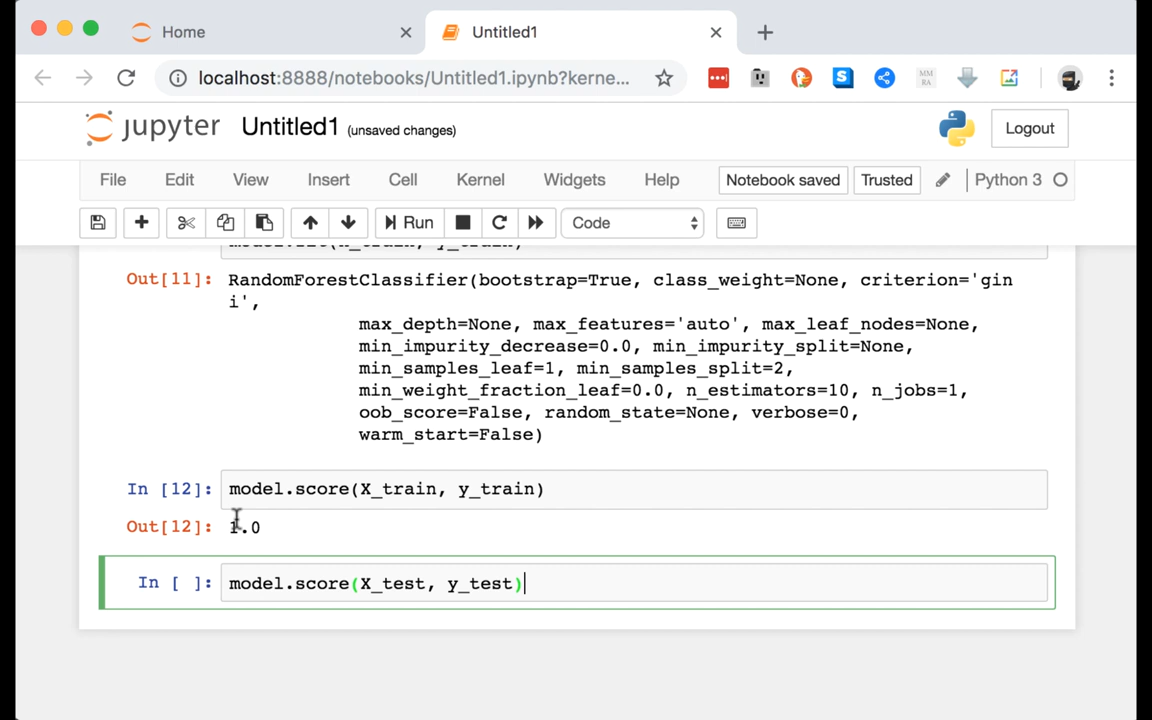 Home
Untitled1
localhost:8888/notebooks/Untitled1.ipynb?kerne...
MM
RA
jupyter Untitled1 (unsaved changes)
Logout
File Edit View Insert Cell Kernel Widgets Help Notebook saved Trusted Python 3
Run Code
Out[11]: RandomForestClassifier(bootstrap=True, class_weight=None, criterion='gin
i',
max_depth=None, max_features='auto', max_leaf_nodes=None,
min_impurity_decrease=0.0, min_impurity_split=None,
min_samples_leaf=1, min_samples_split=2,
min_weight_fraction_leaf=0.0, n_estimators=10, n_jobs=1,
oob_score=False, random_state=None, verbose=0,
warm_start=False)
In [12]: model.score(X_train, y_train)
Out[12]: 1.0
In [ ]: model.score(X_test, y_test)